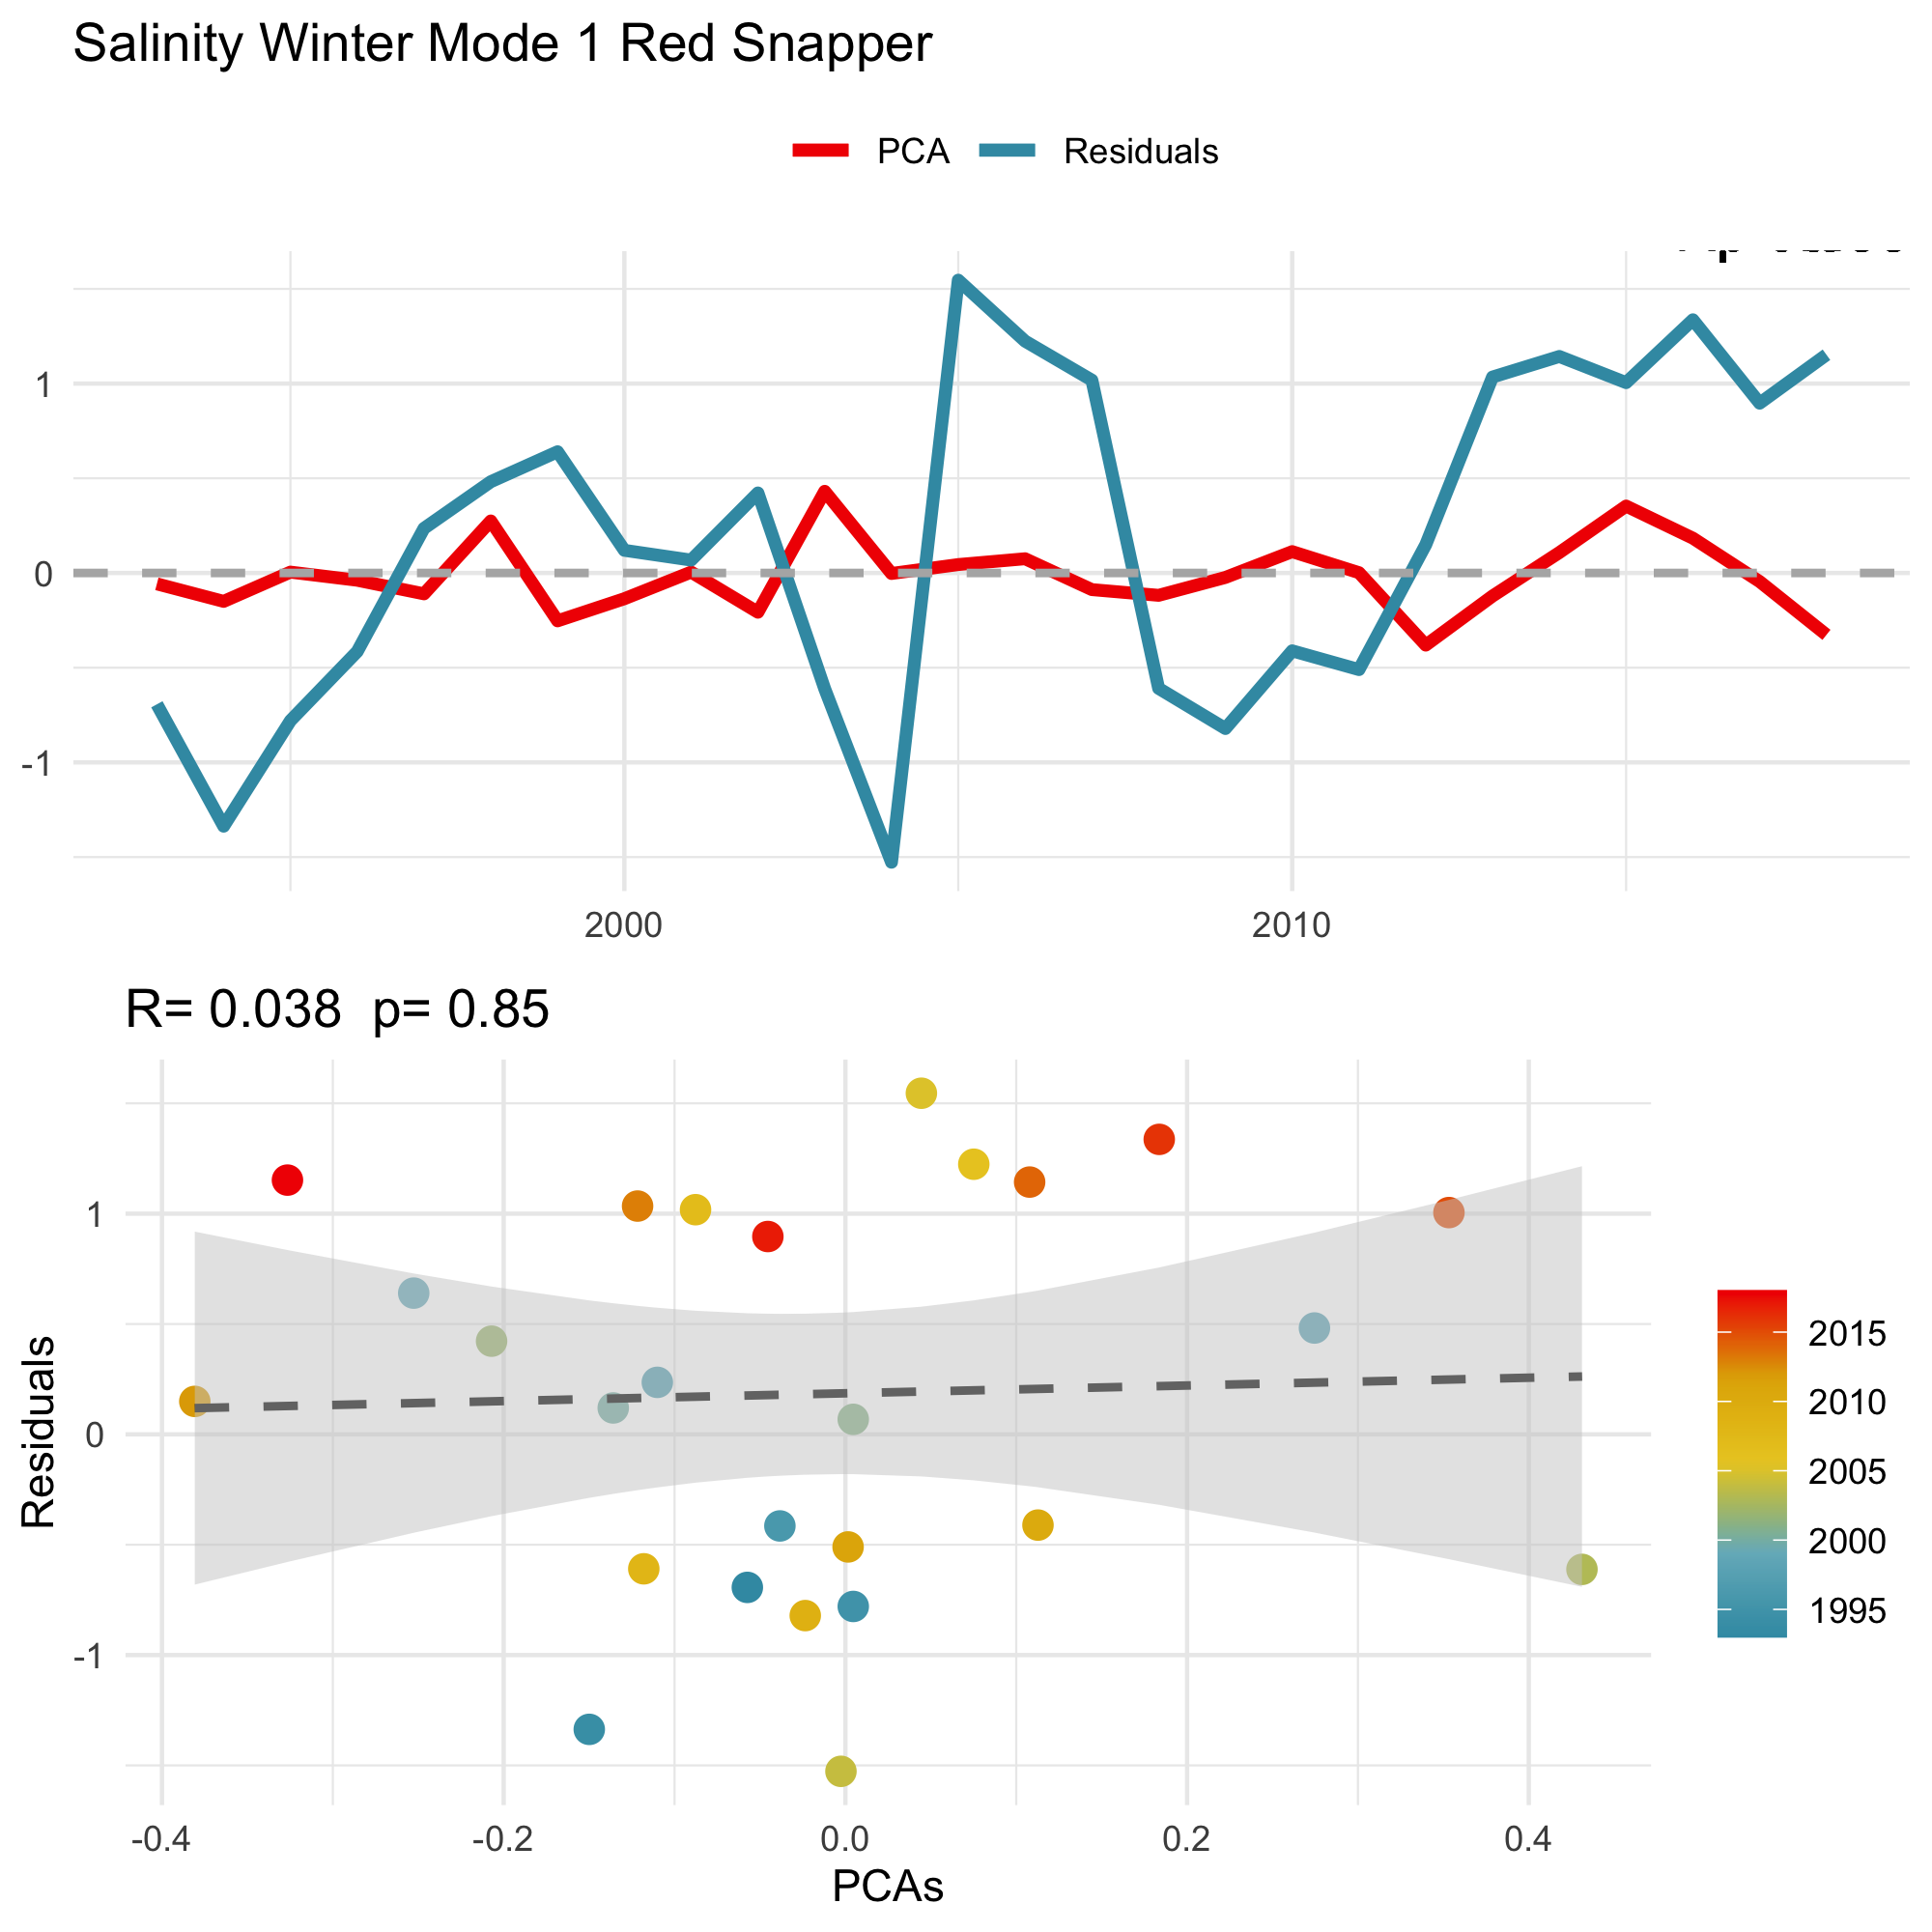 Salinity Winter Mode 1 Red Snapper
PCA Residuals
1
0
-1
2000 2010
R= 0.038 p= 0.85
Residuals
1
0
-1
-0.4 -0.2 0.0 0.2 0.4
PCAs
2015
2010
2005
2000
1995